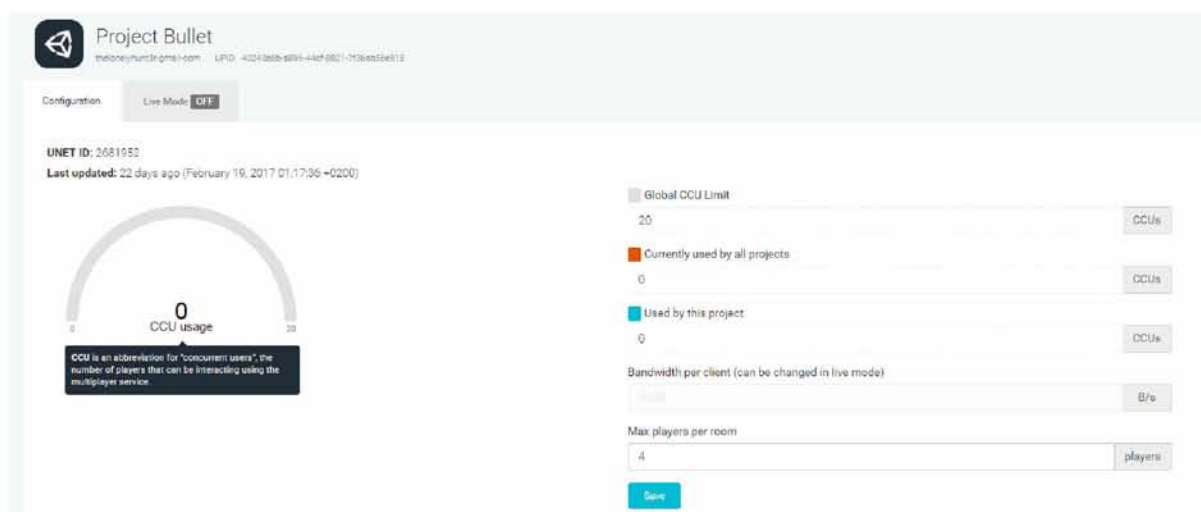 Project Bullet
UPID
Configuration
Live Mode OFF
UNET ID: 2681952
Last updated: 22 days ago (February 19, 2017 01:17:36 +0200)
0
CCU usage
0
20
CCU is an abbreviation for "concurrent users", the
number of players that can be interacting using the
multiplayer service.
Global CCU Limit
20 CCUs
Currently used by all projects
0 CCUs
Used by this project
0 CCUs
Bandwidth per client (can be changed in live mode)
B/s
Max players per room
4 players
Save